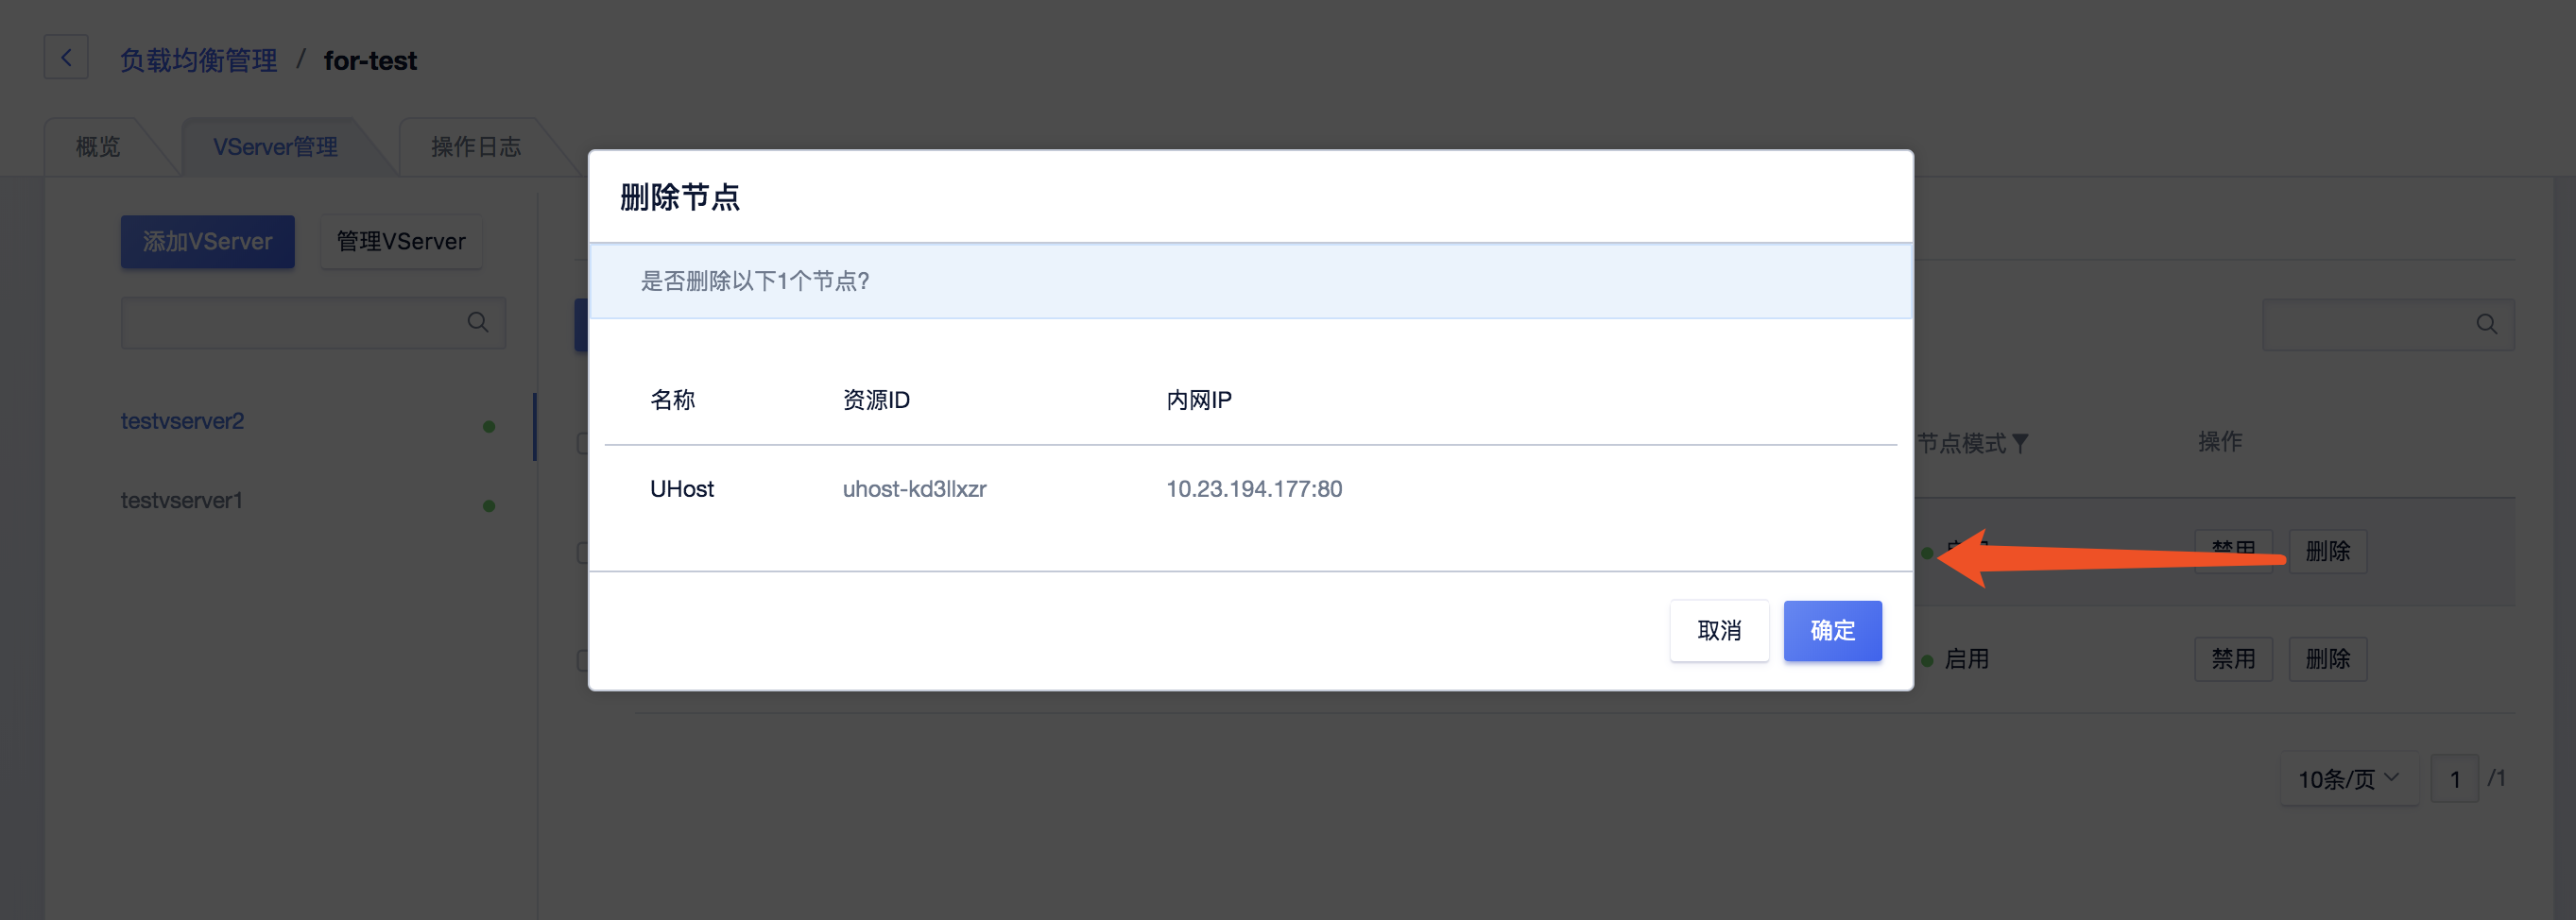 负载均衡管理 / for-test
概览
VServer管理
操作日志
添加VServer
管理VServer
testvserver2
testvserver1
删除节点
是否删除以下1个节点?
名称 资源ID 内网IP
UHost uhost-kd3llxzr 10.23.194.177:80
取消
确定
节点模式 操作
禁用 删除
启用 禁用 删除
10条/页 1 /1